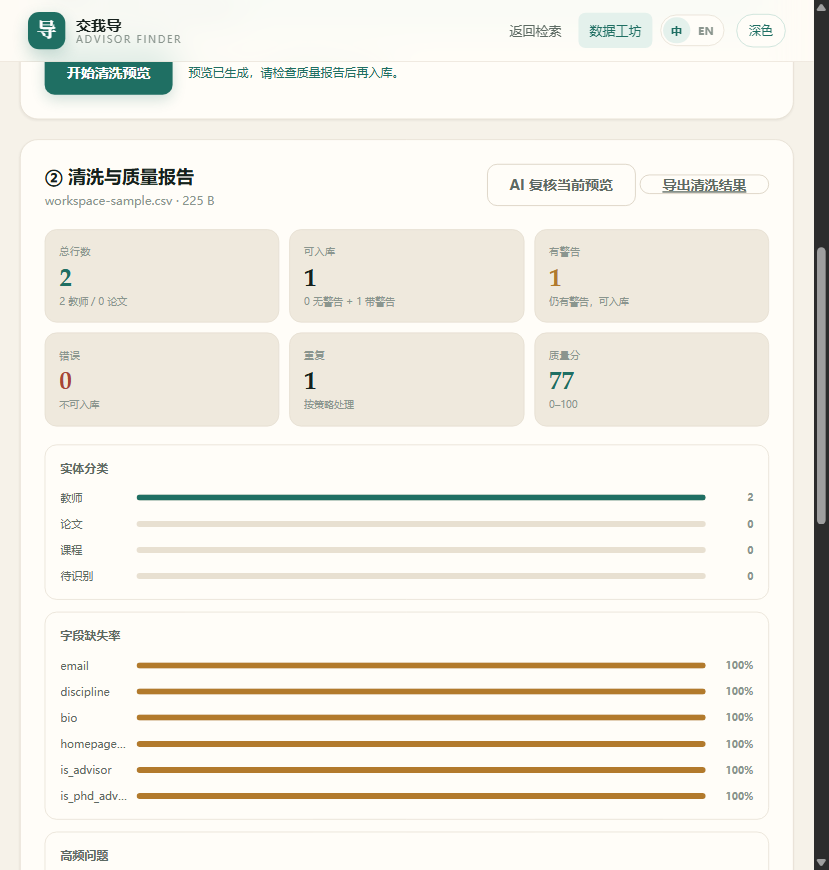 导
交我导
ADVISOR FINDER
返回检索
数据工坊
中
EN
深色
开始清洗预览
预览已生成，请检查质量报告后再入库。
② 清洗与质量报告
workspace-sample.csv · 225 B
AI 复核当前预览
导出清洗结果
总行数
2
2 教师 / 0 论文
可入库
1
0 无警告 + 1 带警告
有警告
1
仍有警告，可入库
错误
0
不可入库
重复
1
按策略处理
质量分
77
0–100
实体分类
教师 2
论文 0
课程 0
待识别 0
字段缺失率
email 100%
discipline 100%
bio 100%
homepage... 100%
is_advisor 100%
is_phd_adv... 100%
高频问题